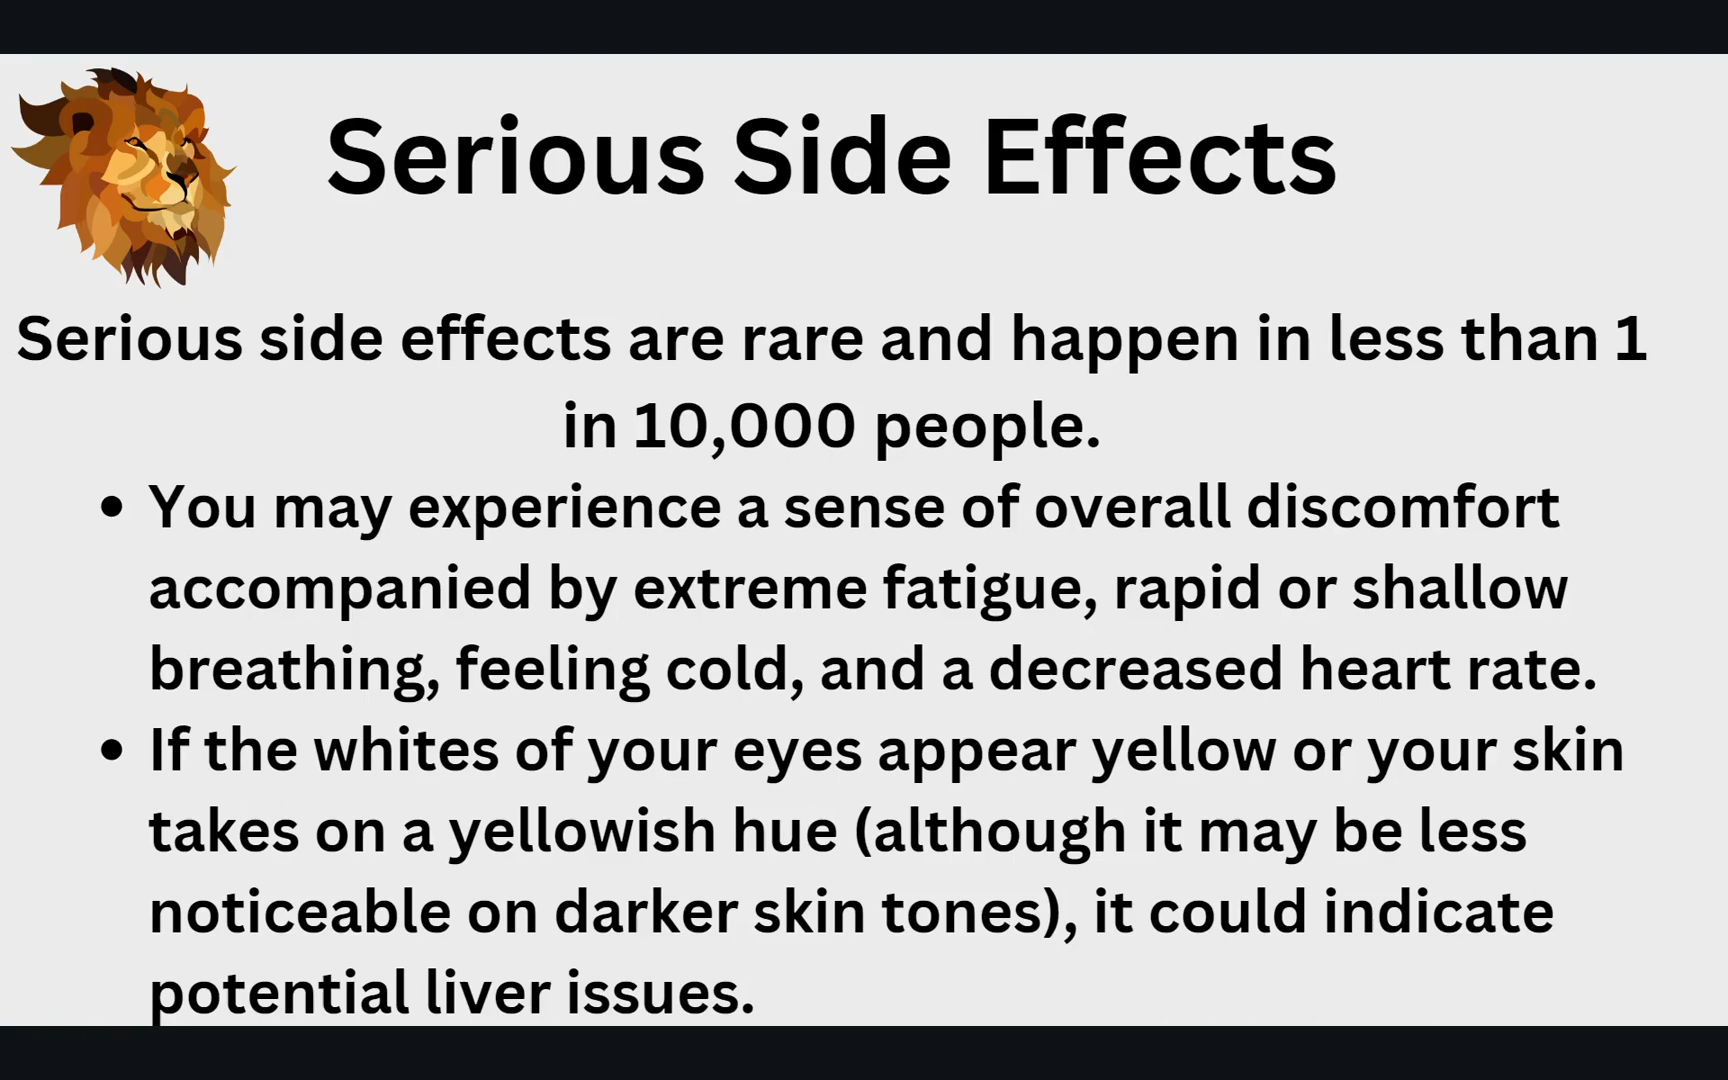 Serious Side Effects
Serious side effects are rare and happen in less than 1
in 10,000 people.
• You may experience a sense of overall discomfort
accompanied by extreme fatigue, rapid or shallow
breathing, feeling cold, and a decreased heart rate.
• If the whites of your eyes appear yellow or your skin
takes on a yellowish hue (although it may be less
noticeable on darker skin tones), it could indicate
potential liver issues.